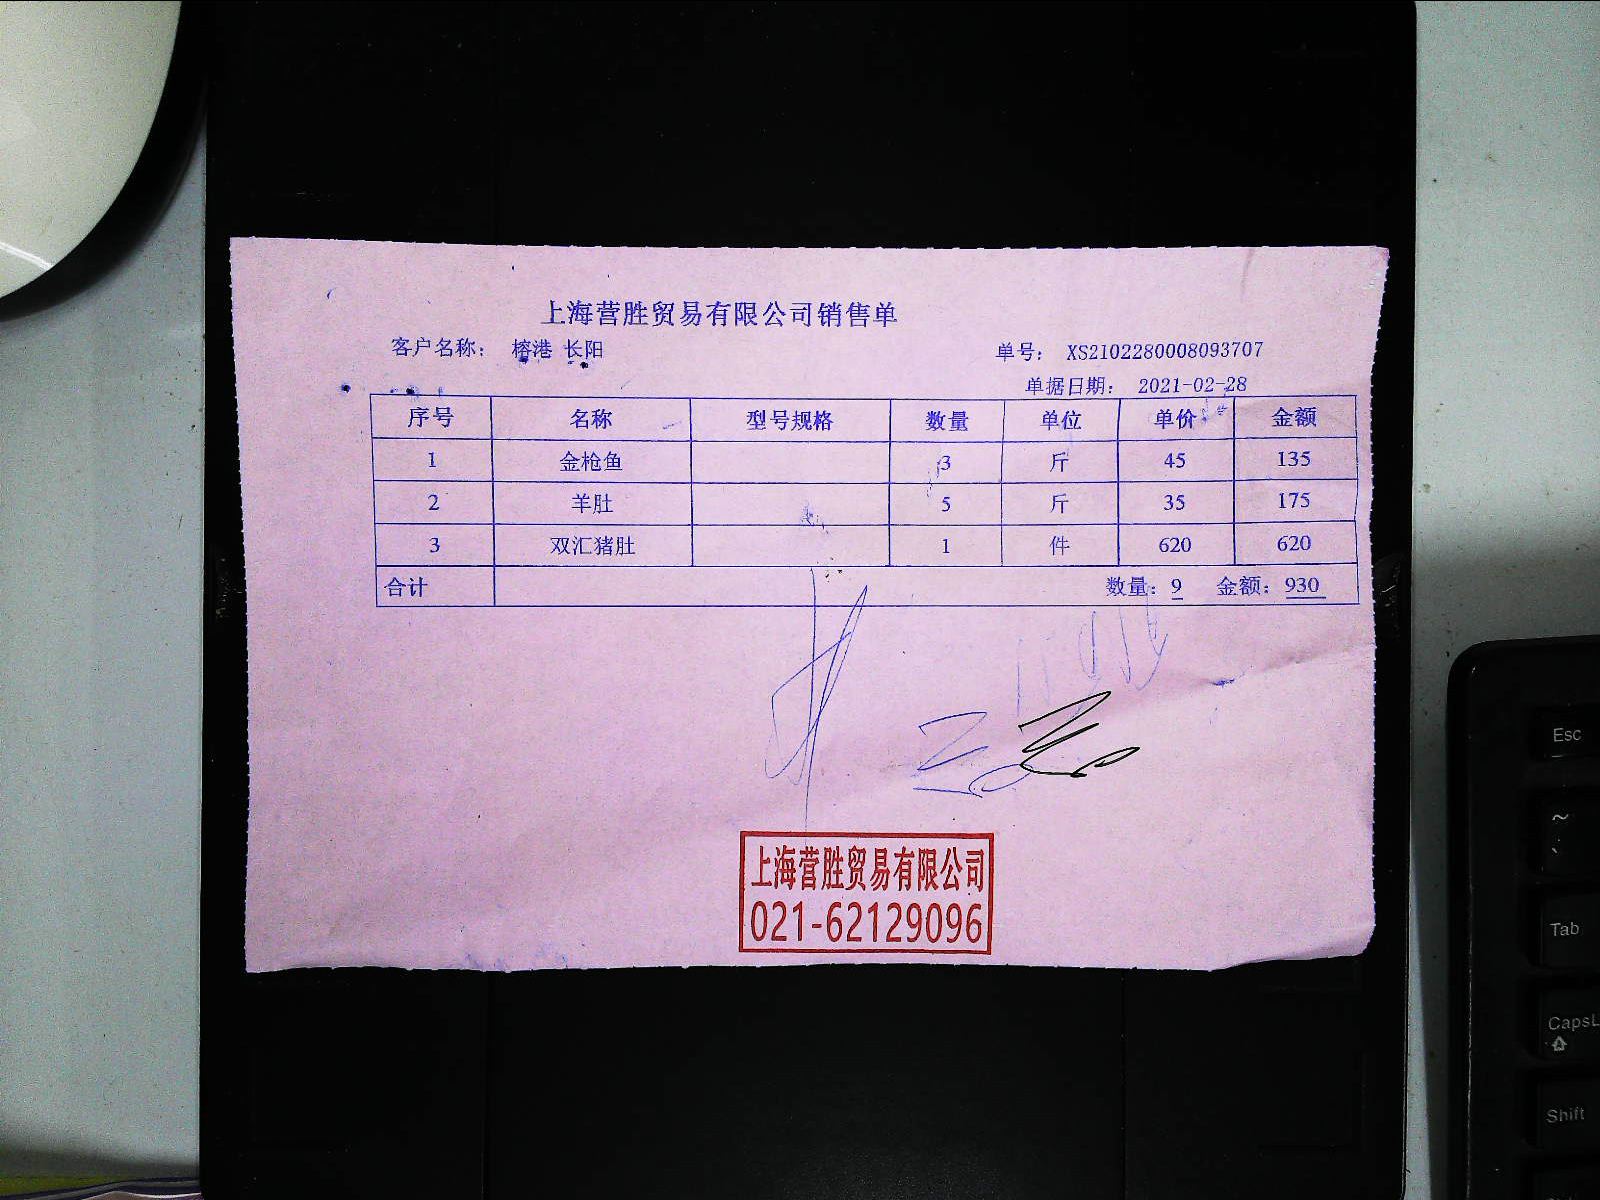 上海营胜贸易有限公司销售单
客户名称： 榕港 长阳 单号： XS2102280008093707
单据日期： 2021-02-28
序号 名称 型号规格 数量 单位 单价 金额
1 金枪鱼 3 斤 45 135
2 羊肚 5 斤 35 175
3 双汇猪肚 1 件 620 620
合计 数量：9 金额：930
上海营胜贸易有限公司
021-62129096
Esc
~
Tab
CapsL
Shift